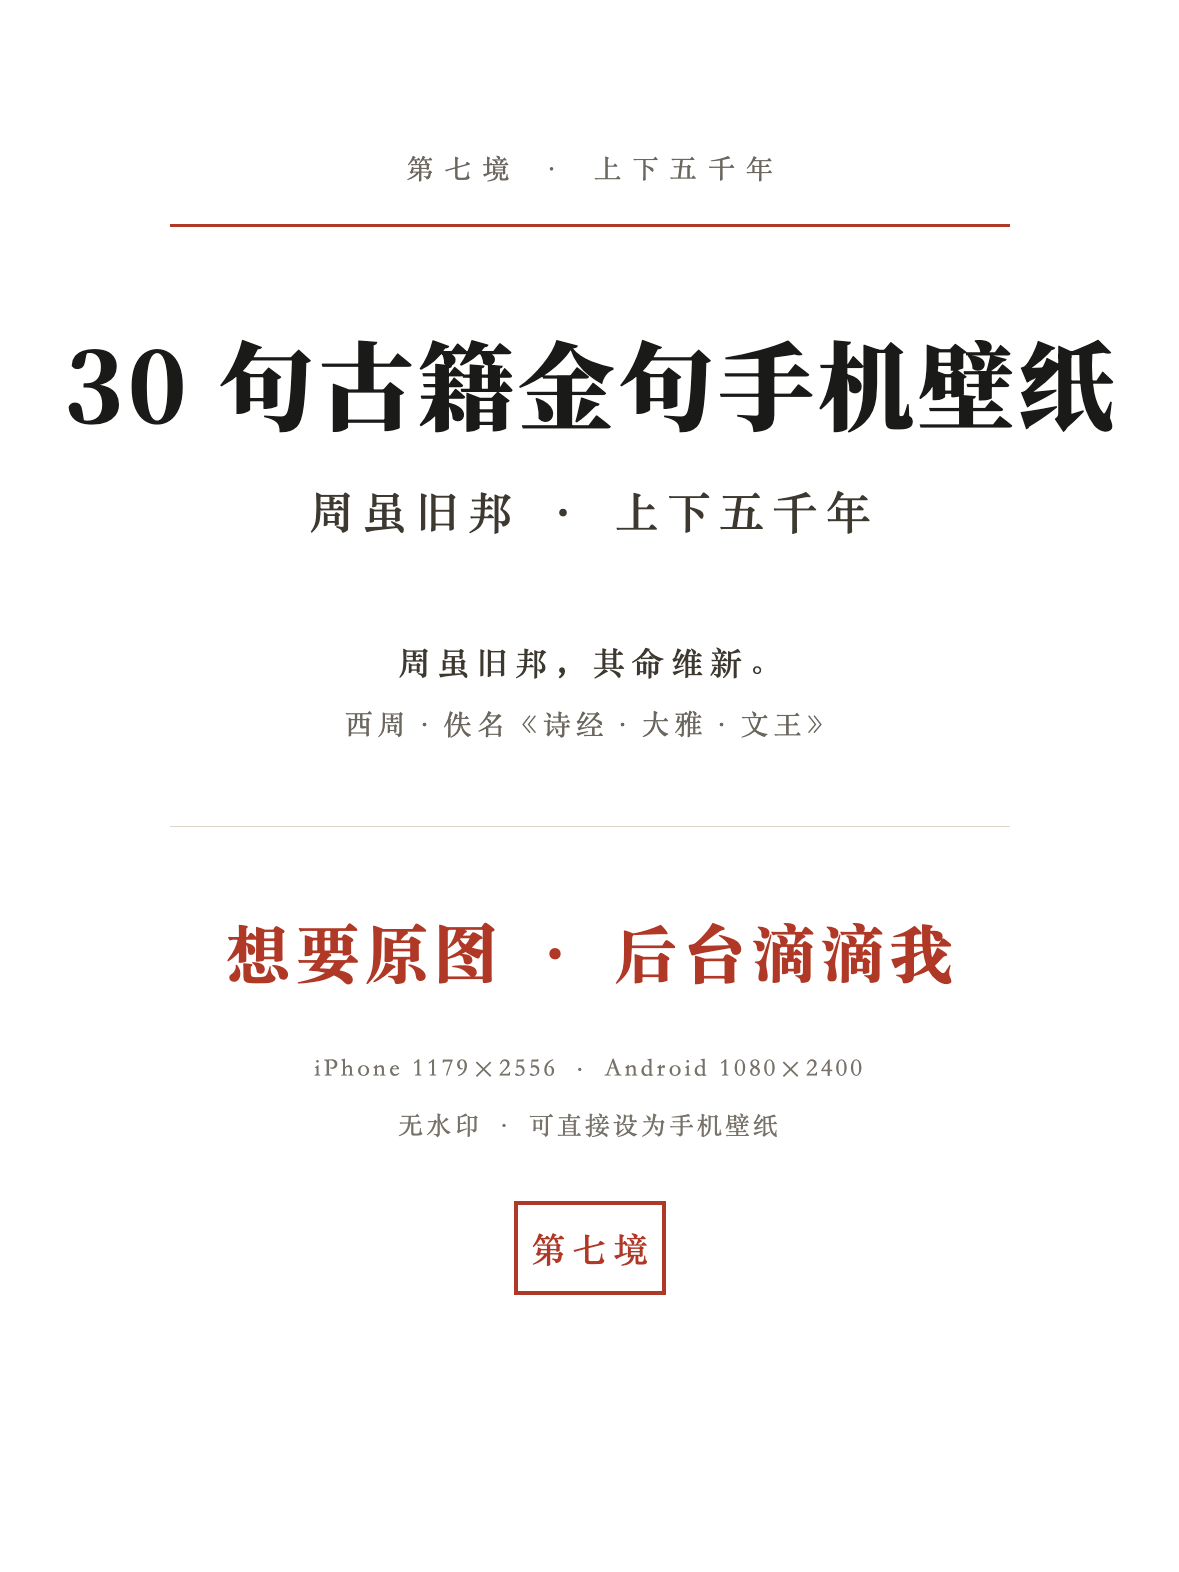 第七境 · 上下五千年
30 句古籍金句手机壁纸
周虽旧邦 · 上下五千年
周虽旧邦，其命维新。
西周 · 佚名《诗经 · 大雅 · 文王》
想要原图 · 后台滴滴我
iPhone 1179×2556 · Android 1080×2400
无水印 · 可直接设为手机壁纸
第七境